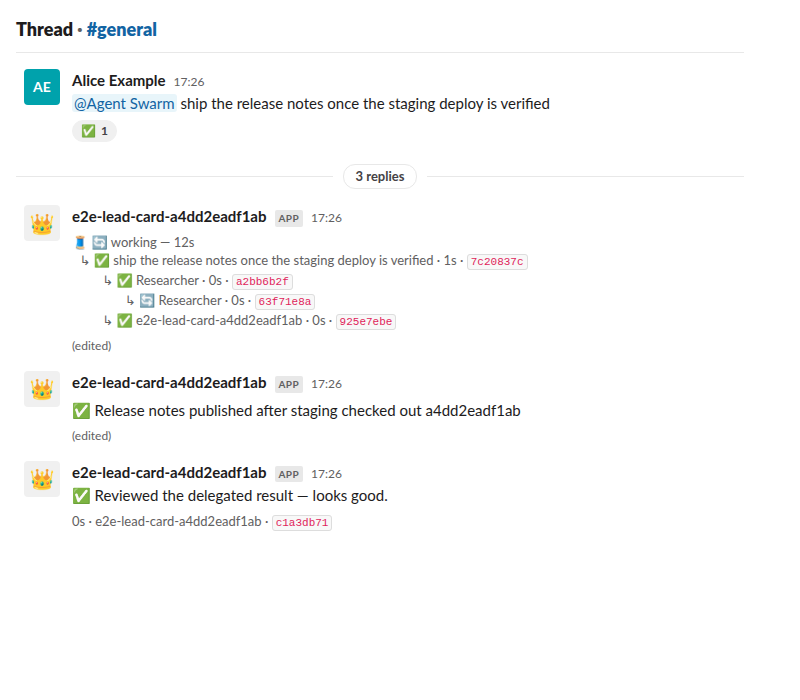 Thread • #general
AE
Alice Example 17:26
@Agent Swarm ship the release notes once the staging deploy is verified
✅ 1
3 replies
e2e-lead-card-a4dd2eadf1ab APP 17:26
🧵 🔄 working — 12s
↳ ✅ ship the release notes once the staging deploy is verified · 1s · 7c20837c
↳ ✅ Researcher · 0s · a2bb6b2f
↳ 🔄 Researcher · 0s · 63f71e8a
↳ ✅ e2e-lead-card-a4dd2eadf1ab · 0s · 925e7ebe
(edited)
e2e-lead-card-a4dd2eadf1ab APP 17:26
✅ Release notes published after staging checked out a4dd2eadf1ab
(edited)
e2e-lead-card-a4dd2eadf1ab APP 17:26
✅ Reviewed the delegated result — looks good.
0s · e2e-lead-card-a4dd2eadf1ab · c1a3db71